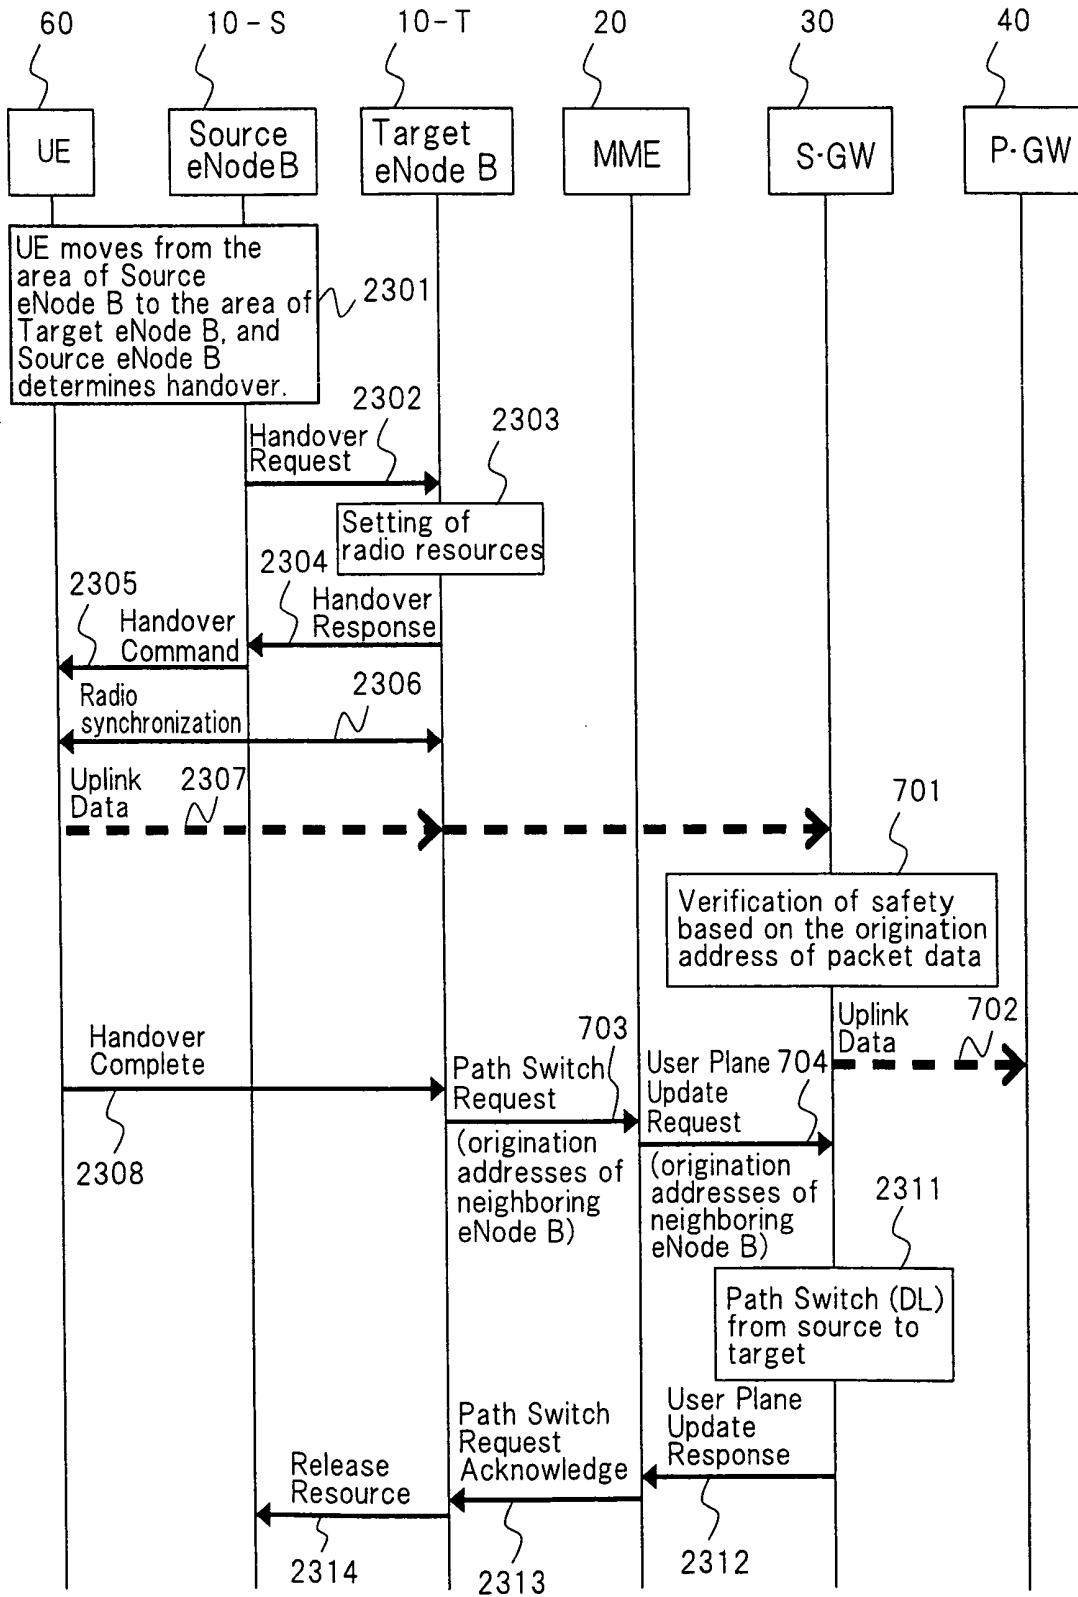 60
10-S
10-T
20
30
40
UE
Source
eNodeB
Target
eNode B
MME
S-GW
P-GW
UE moves from the
area of Source
eNode B to the area of
Target eNode B, and
Source eNode B
determines handover.
2301
2302
Handover
Request
2303
Setting of
radio resources
2304
Handover
Response
2305
Handover
Command
Radio
synchronization
2306
Uplink
Data
2307
701
Verification of safety
based on the origination
address of packet data
Uplink
Data
702
Handover
Complete
2308
703
Path Switch
Request
(origination
addresses of
neighboring
eNode B)
User Plane
Update
Request
704
(origination
addresses of
neighboring
eNode B)
2311
Path Switch (DL)
from source to
target
User Plane
Update
Response
2312
Path Switch
Request
Acknowledge
2313
Release
Resource
2314